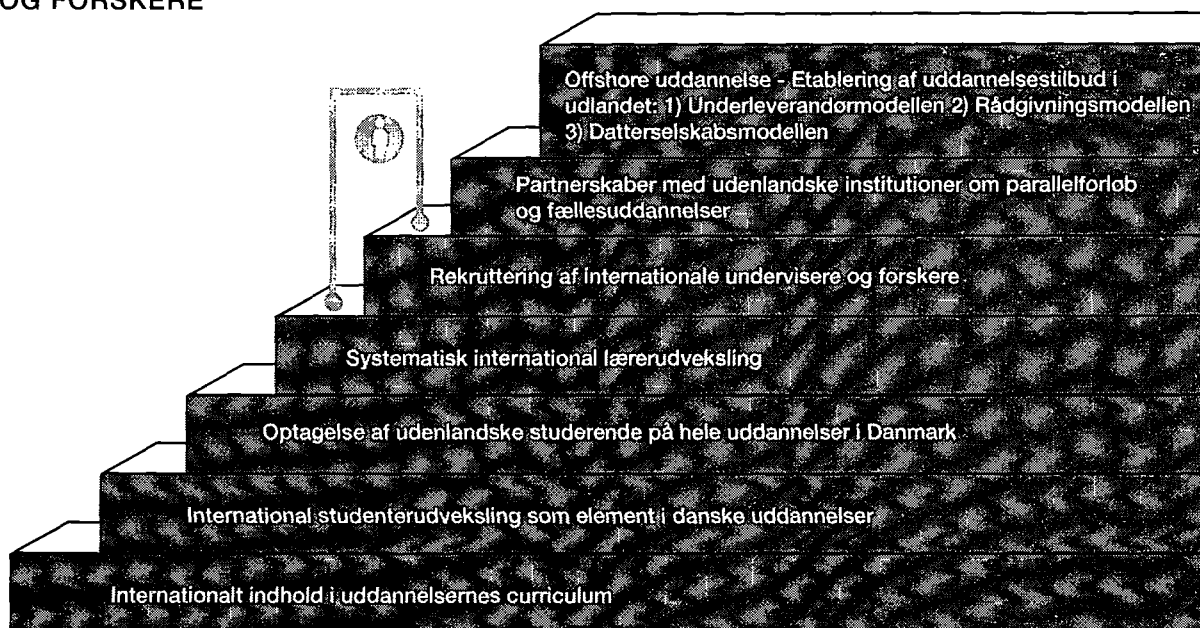 OG FORSKERE
Offshore uddannelse - Etablering af uddannelsestilbud i
udlandet: 1) Underleverandørmodellen 2) Rådgivningsmodellen
3) Datterselskabsmodellen
Partnerskaber med udenlandske institutioner om parallelforløb
og fællesuddannelser
Rekruttering af internationale undervisere og forskere
Systematisk international lærerudveksling
Optagelse af udenlandske studerende på hele uddannelser i Danmark
International studenterudveksling som element i danske uddannelser
Internationalt indhold i uddannelsernes curriculum